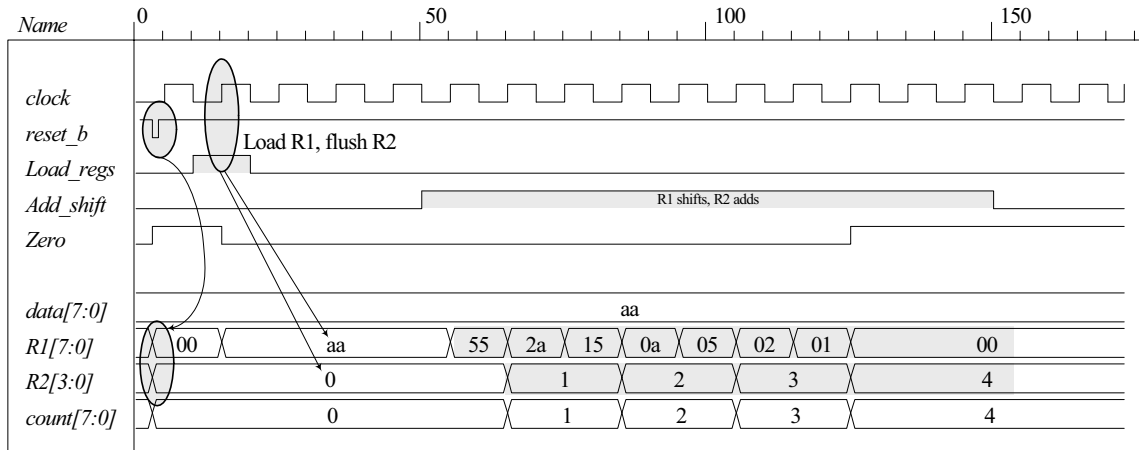 Name 0 50 100 150
clock
reset_b
Load R1, flush R2
Load_regs
Add_shift R1 shifts, R2 adds
Zero
data[7:0] aa
R1[7:0] 00 aa 55 2a 15 0a 05 02 01 00
R2[3:0] 0 1 2 3 4
count[7:0] 0 1 2 3 4